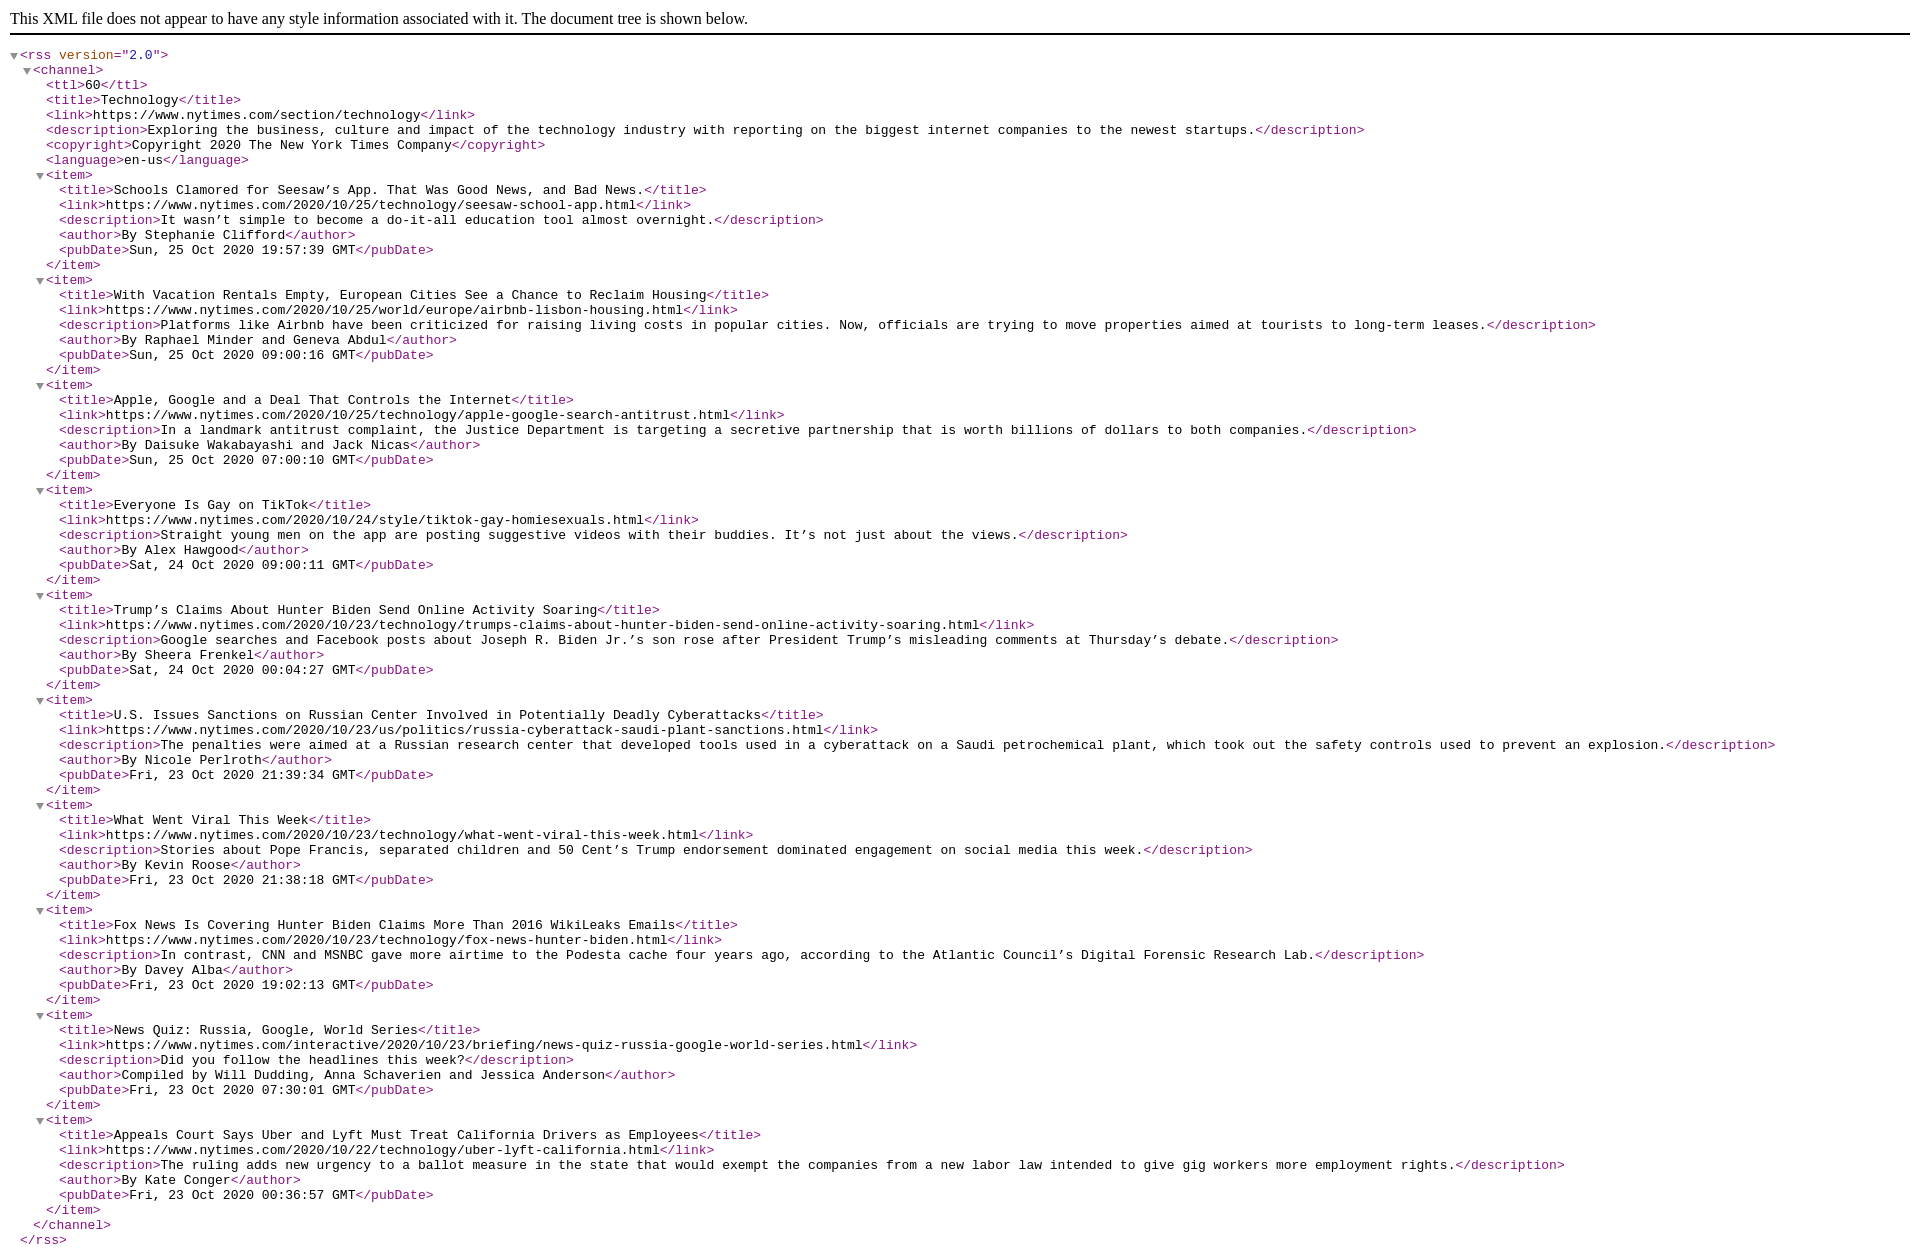 This XML file does not appear to have any style information associated with it. The document tree is shown below.
<rss version="2.0">
<channel>
<ttl>60</ttl>
<title>Technology</title>
<link>https://www.nytimes.com/section/technology</link>
<description>Exploring the business, culture and impact of the technology industry with reporting on the biggest internet companies to the newest startups.</description>
<copyright>Copyright 2020 The New York Times Company</copyright>
<language>en-us</language>
<item>
<title>Schools Clamored for Seesaw’s App. That Was Good News, and Bad News.</title>
<link>https://www.nytimes.com/2020/10/25/technology/seesaw-school-app.html</link>
<description>It wasn’t simple to become a do-it-all education tool almost overnight.</description>
<author>By Stephanie Clifford</author>
<pubDate>Sun, 25 Oct 2020 19:57:39 GMT</pubDate>
</item>
<item>
<title>With Vacation Rentals Empty, European Cities See a Chance to Reclaim Housing</title>
<link>https://www.nytimes.com/2020/10/25/world/europe/airbnb-lisbon-housing.html</link>
<description>Platforms like Airbnb have been criticized for raising living costs in popular cities. Now, officials are trying to move properties aimed at tourists to long-term leases.</description>
<author>By Raphael Minder and Geneva Abdul</author>
<pubDate>Sun, 25 Oct 2020 09:00:16 GMT</pubDate>
</item>
<item>
<title>Apple, Google and a Deal That Controls the Internet</title>
<link>https://www.nytimes.com/2020/10/25/technology/apple-google-search-antitrust.html</link>
<description>In a landmark antitrust complaint, the Justice Department is targeting a secretive partnership that is worth billions of dollars to both companies.</description>
<author>By Daisuke Wakabayashi and Jack Nicas</author>
<pubDate>Sun, 25 Oct 2020 07:00:10 GMT</pubDate>
</item>
<item>
<title>Everyone Is Gay on TikTok</title>
<link>https://www.nytimes.com/2020/10/24/style/tiktok-gay-homiesexuals.html</link>
<description>Straight young men on the app are posting suggestive videos with their buddies. It’s not just about the views.</description>
<author>By Alex Hawgood</author>
<pubDate>Sat, 24 Oct 2020 09:00:11 GMT</pubDate>
</item>
<item>
<title>Trump’s Claims About Hunter Biden Send Online Activity Soaring</title>
<link>https://www.nytimes.com/2020/10/23/technology/trumps-claims-about-hunter-biden-send-online-activity-soaring.html</link>
<description>Google searches and Facebook posts about Joseph R. Biden Jr.’s son rose after President Trump’s misleading comments at Thursday’s debate.</description>
<author>By Sheera Frenkel</author>
<pubDate>Sat, 24 Oct 2020 00:04:27 GMT</pubDate>
</item>
<item>
<title>U.S. Issues Sanctions on Russian Center Involved in Potentially Deadly Cyberattacks</title>
<link>https://www.nytimes.com/2020/10/23/us/politics/russia-cyberattack-saudi-plant-sanctions.html</link>
<description>The penalties were aimed at a Russian research center that developed tools used in a cyberattack on a Saudi petrochemical plant, which took out the safety controls used to prevent an explosion.</description>
<author>By Nicole Perlroth</author>
<pubDate>Fri, 23 Oct 2020 21:39:34 GMT</pubDate>
</item>
<item>
<title>What Went Viral This Week</title>
<link>https://www.nytimes.com/2020/10/23/technology/what-went-viral-this-week.html</link>
<description>Stories about Pope Francis, separated children and 50 Cent’s Trump endorsement dominated engagement on social media this week.</description>
<author>By Kevin Roose</author>
<pubDate>Fri, 23 Oct 2020 21:38:18 GMT</pubDate>
</item>
<item>
<title>Fox News Is Covering Hunter Biden Claims More Than 2016 WikiLeaks Emails</title>
<link>https://www.nytimes.com/2020/10/23/technology/fox-news-hunter-biden.html</link>
<description>In contrast, CNN and MSNBC gave more airtime to the Podesta cache four years ago, according to the Atlantic Council’s Digital Forensic Research Lab.</description>
<author>By Davey Alba</author>
<pubDate>Fri, 23 Oct 2020 19:02:13 GMT</pubDate>
</item>
<item>
<title>News Quiz: Russia, Google, World Series</title>
<link>https://www.nytimes.com/interactive/2020/10/23/briefing/news-quiz-russia-google-world-series.html</link>
<description>Did you follow the headlines this week?</description>
<author>Compiled by Will Dudding, Anna Schaverien and Jessica Anderson</author>
<pubDate>Fri, 23 Oct 2020 07:30:01 GMT</pubDate>
</item>
<item>
<title>Appeals Court Says Uber and Lyft Must Treat California Drivers as Employees</title>
<link>https://www.nytimes.com/2020/10/22/technology/uber-lyft-california.html</link>
<description>The ruling adds new urgency to a ballot measure in the state that would exempt the companies from a new labor law intended to give gig workers more employment rights.</description>
<author>By Kate Conger</author>
<pubDate>Fri, 23 Oct 2020 00:36:57 GMT</pubDate>
</item>
</channel>
</rss>